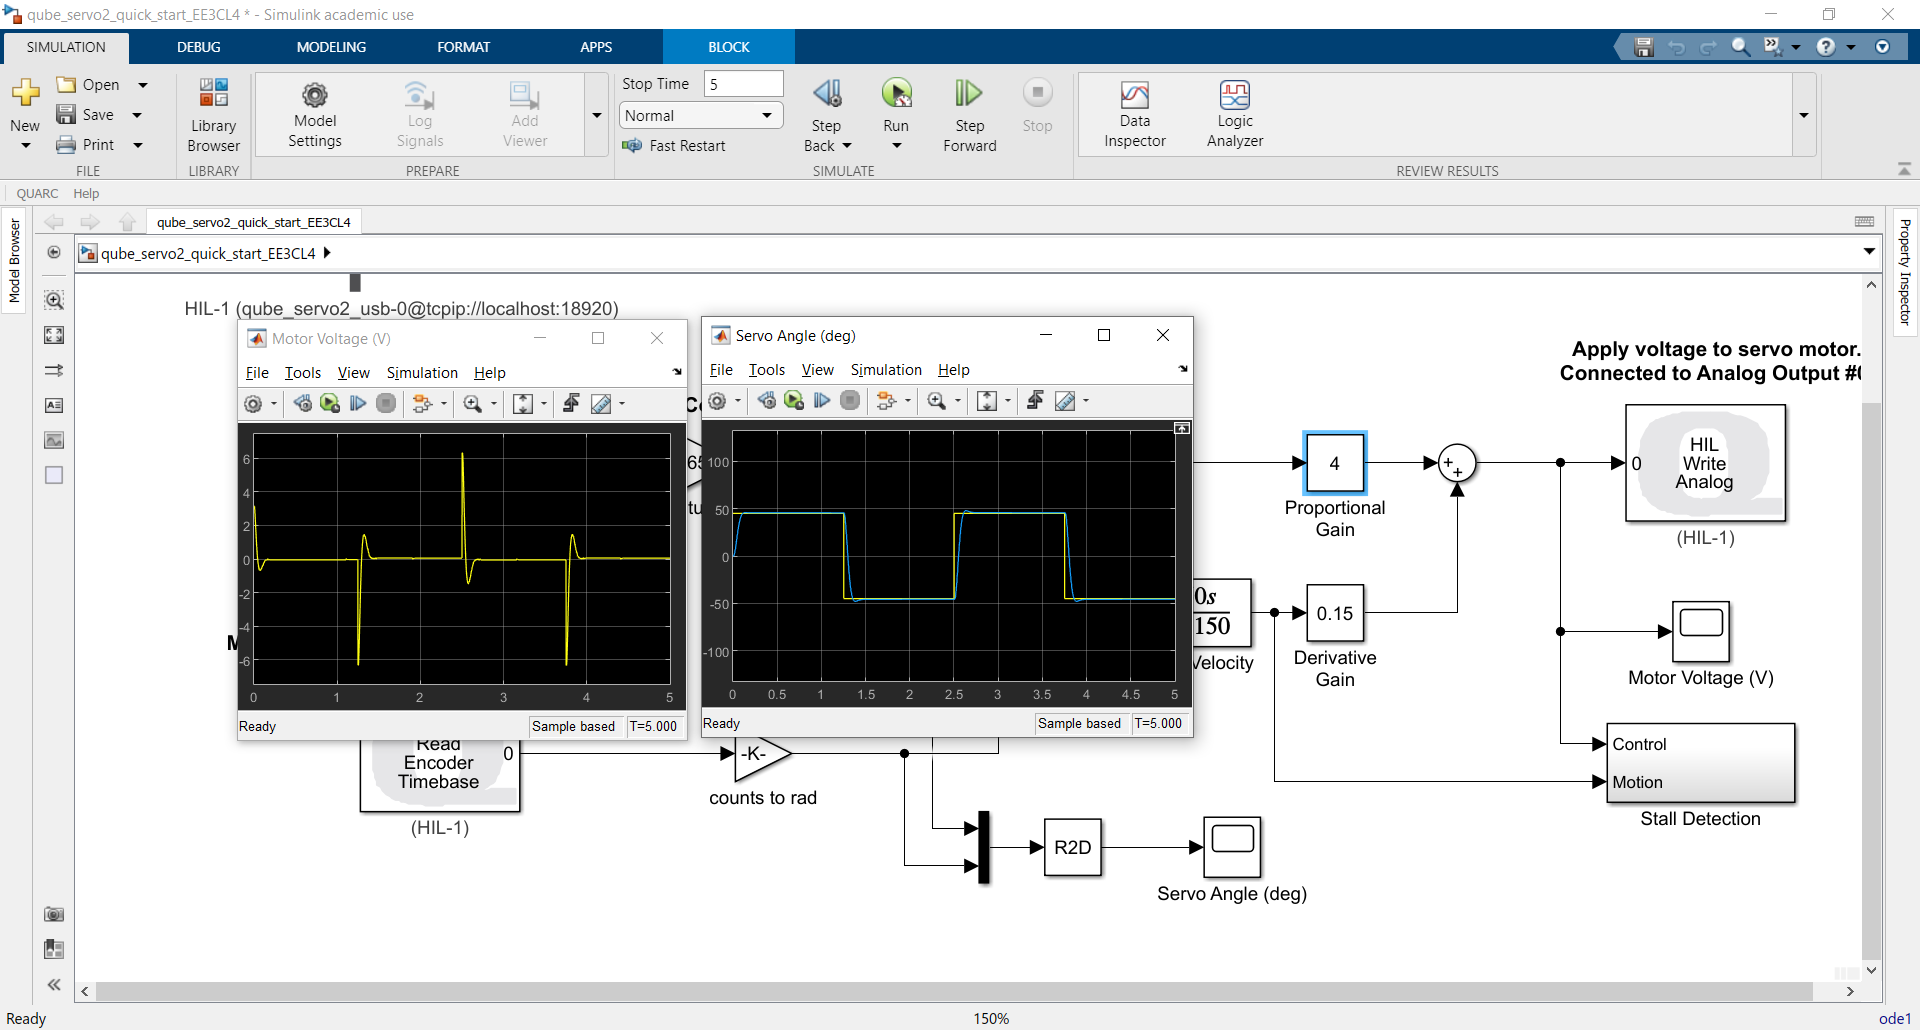 qube_servo2_quick_start_EE3CL4 * - Simulink academic use
SIMULATION DEBUG MODELING FORMAT APPS BLOCK
New
Open
Save
Print
FILE
Library
Browser
LIBRARY
Model
Settings
Log
Signals
Add
Viewer
PREPARE
Stop Time 5
Normal
Fast Restart
Step
Back
Run
Step
Forward
Stop
SIMULATE
Data
Inspector
Logic
Analyzer
REVIEW RESULTS
QUARC Help
Model Browser
qube_servo2_quick_start_EE3CL4
qube_servo2_quick_start_EE3CL4
Property Inspector
HIL-1 (qube_servo2_usb-0@tcpip://localhost:18920)
Motor Voltage (V)
File Tools View Simulation Help
6
4
2
0
-2
-4
-6
0 1 2 3 4 5
Ready Sample based T=5.000
Servo Angle (deg)
File Tools View Simulation Help
100
50
0
-50
-100
0 0.5 1 1.5 2 2.5 3 3.5 4 4.5 5
Ready Sample based T=5.000
Apply voltage to servo motor.
Connected to Analog Output #0
4
Proportional
Gain
0
HIL
Write
Analog
(HIL-1)
0s
150
Velocity
0.15
Derivative
Gain
Motor Voltage (V)
Control
Motion
Stall Detection
Read
Encoder
Timebase
0
(HIL-1)
-K-
counts to rad
R2D
Servo Angle (deg)
Ready 150% ode1